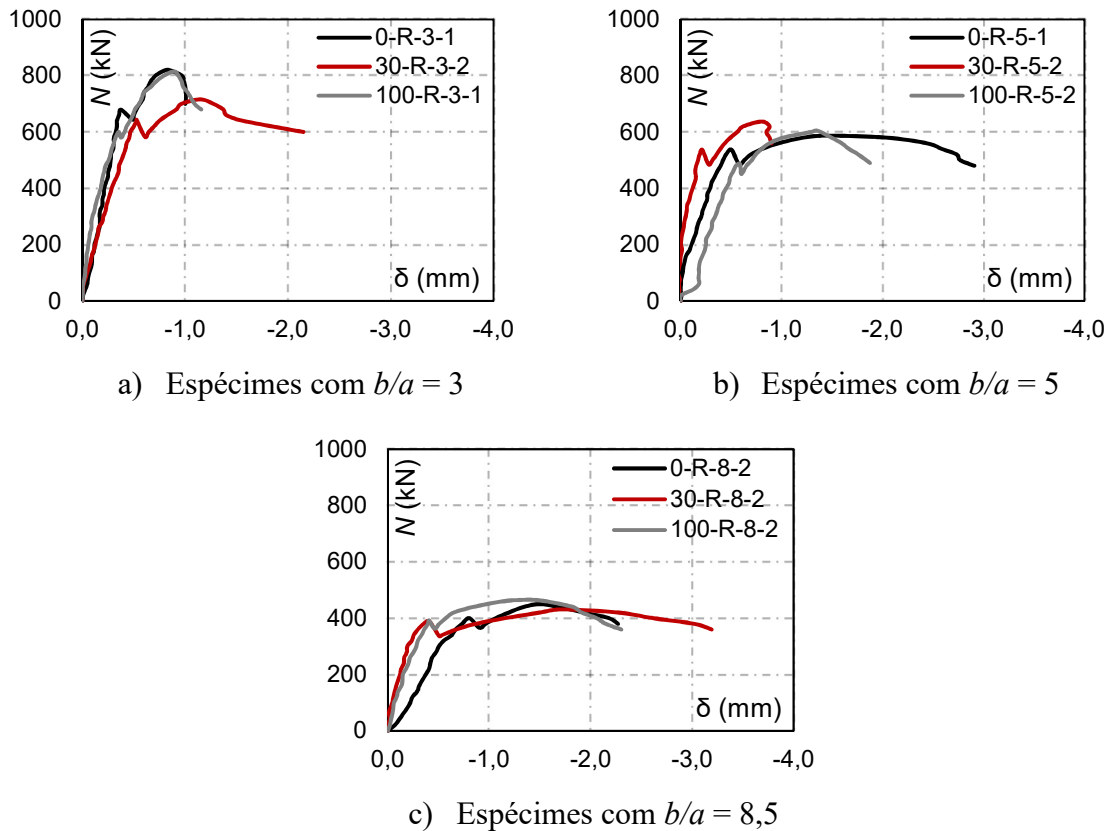 1000
800
600
400
200
0
N (kN)
0-R-3-1
30-R-3-2
100-R-3-1
δ (mm)
0,0 -1,0 -2,0 -3,0 -4,0
a) Espécimes com b/a = 3
1000
800
600
400
200
0
N (kN)
0-R-5-1
30-R-5-2
100-R-5-2
δ (mm)
0,0 -1,0 -2,0 -3,0 -4,0
b) Espécimes com b/a = 5
1000
800
600
400
200
0
N (kN)
0-R-8-2
30-R-8-2
100-R-8-2
δ (mm)
0,0 -1,0 -2,0 -3,0 -4,0
c) Espécimes com b/a = 8,5